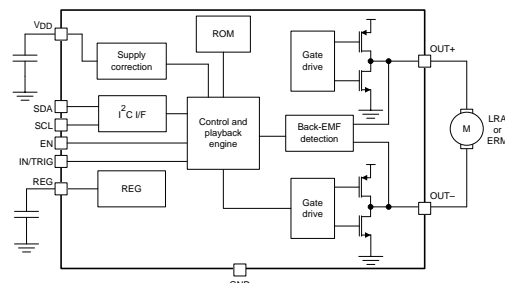 VDD
Supply
correction
ROM
Gate
drive
OUT+
SDA
SCL
I2C I/F
Control and
playback
engine
Back-EMF
detection
M
LRA
or
ERM
EN
IN/TRIG
REG
REG
Gate
drive
OUT–
GND